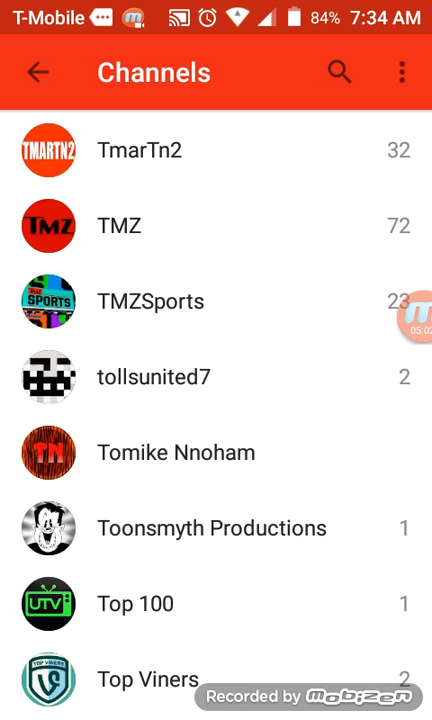 T-Mobile 84% 7:34 AM
Channels
TMARTN2 TmarTn2 32
TMZ TMZ 72
SPORTS TMZSports 23
05:02
tollsunited7 2
TN Tomike Nnoham
Toonsmyth Productions 1
UTV Top 100 1
TOP VINERS Top Viners 2
Recorded by mobizen